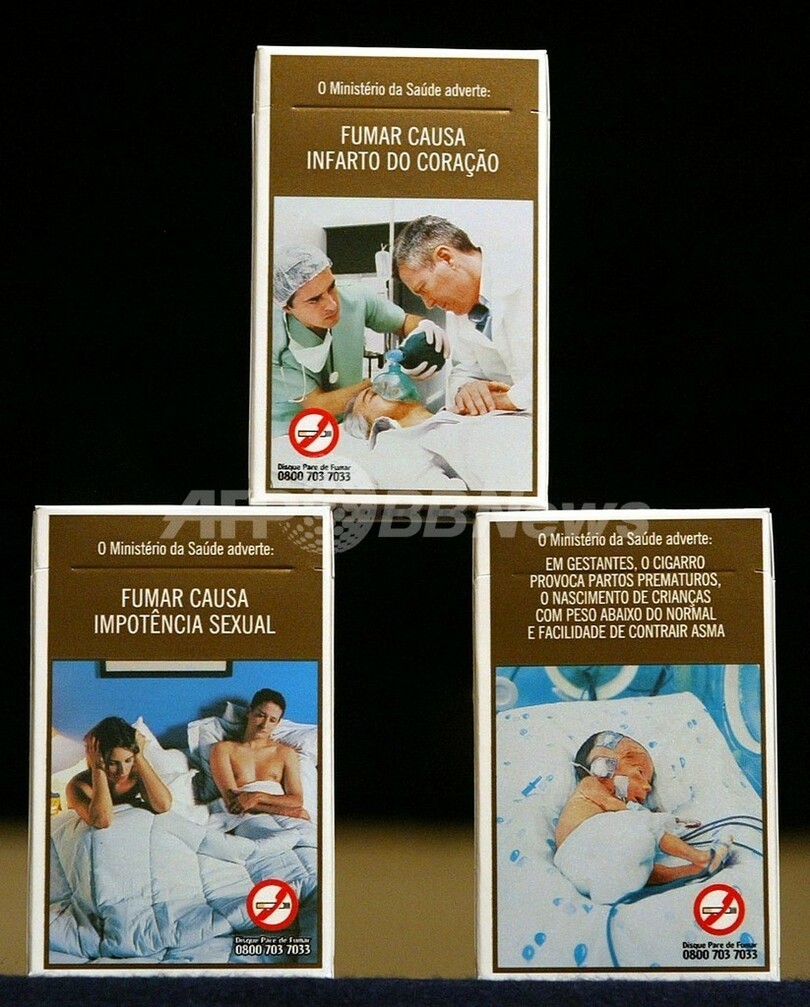 O Ministério da Saúde adverte:
FUMAR CAUSA
INFARTO DO CORAÇÃO
Disque Pare de Fumar
0800 703 7033
AFPBBNews
O Ministério da Saúde adverte:
FUMAR CAUSA
IMPOTÊNCIA SEXUAL
Disque Pare de Fumar
0800 703 7033
O Ministério da Saúde adverte:
EM GESTANTES, O CIGARRO
PROVOCA PARTOS PREMATUROS,
O NASCIMENTO DE CRIANÇAS
COM PESO ABAIXO DO NORMAL
E FACILIDADE DE CONTRAIR ASMA
Disque Pare de Fumar
0800 703 7033